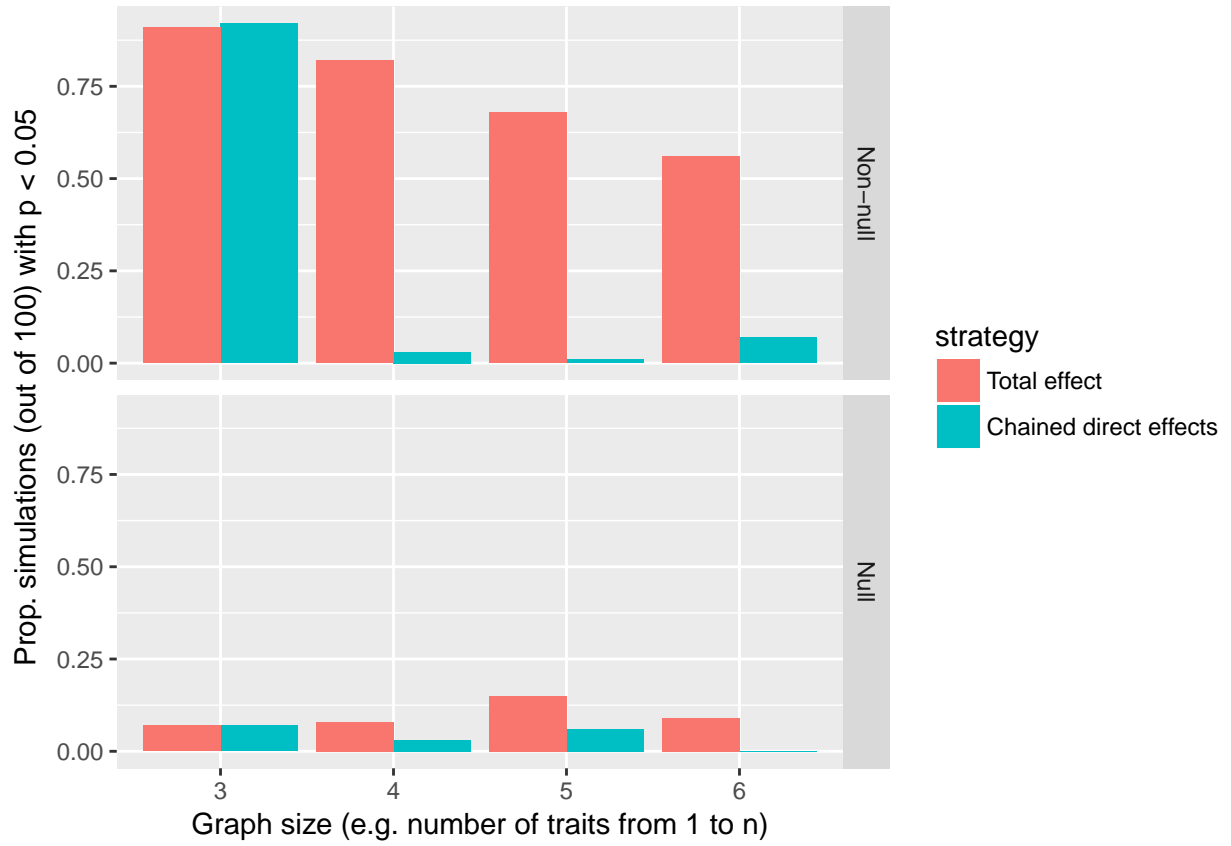 Prop. simulations (out of 100) with p < 0.05
0.75
0.50
0.25
0.00
Non−null
0.75
0.50
0.25
0.00
Null
3 4 5 6
Graph size (e.g. number of traits from 1 to n)
strategy
Total effect
Chained direct effects